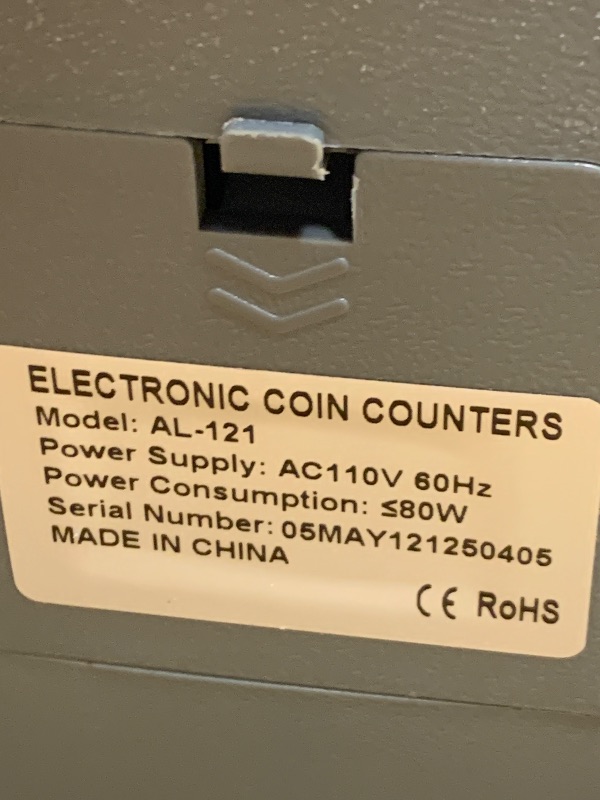 ELECTRONIC COIN COUNTERS
Model: AL-121
Power Supply: AC110V 60Hz
Power Consumption: ≤80W
Serial Number: 05MAY121250405
MADE IN CHINA
CE RoHS